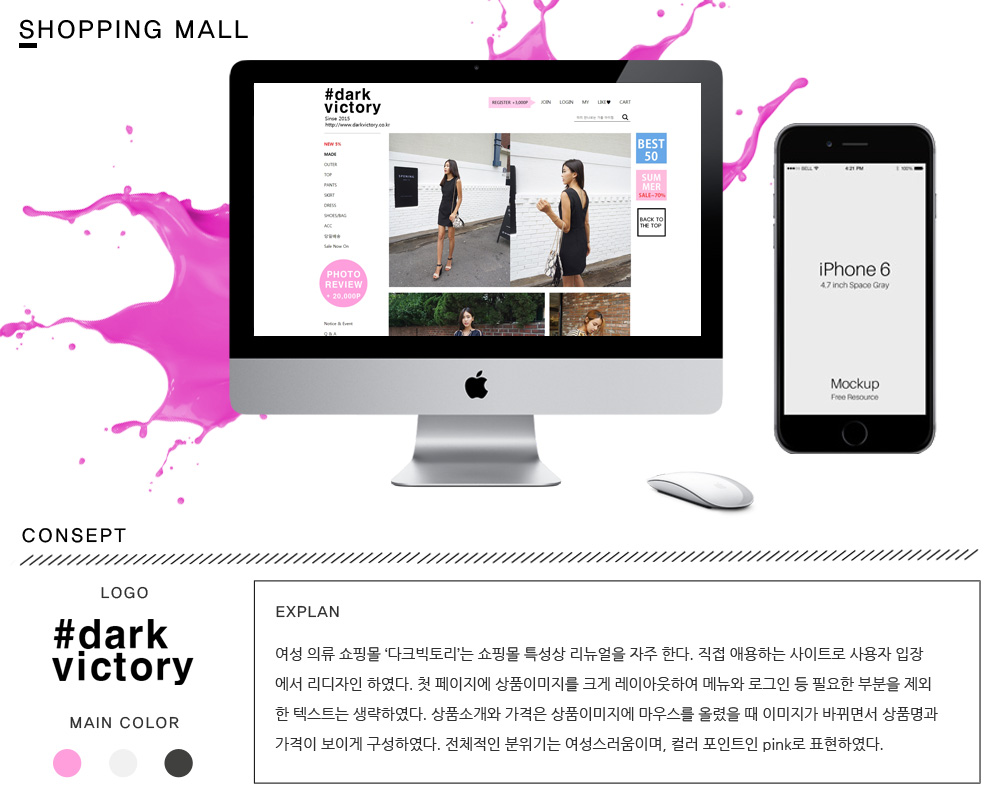 SHOPPING MALL
#dark
victory
Since 2015
http://www.darkvictory.co.kr
REGISTER +3,000P
JOIN LOGIN MY LIKE♥ CART
NEW 5%
MADE
OUTER
TOP
PANTS
SKIRT
DRESS
SHOES/BAG
ACC
당일배송
Sale Now On
PHOTO
REVIEW
+ 20,000P
Notice & Event
Q & A
BEST
50
SUM
MER
SALE~70%
BACK TO
THE TOP
BELL 4:21 PM 100%
iPhone 6
4.7 inch Space Gray
Mockup
Free Resource
CONSEPT
LOGO
#dark
victory
MAIN COLOR
EXPLAN
여성 의류 쇼핑몰 ‘다크빅토리’는 쇼핑몰 특성상 리뉴얼을 자주 한다. 직접 애용하는 사이트로 사용자 입장
에서 리디자인 하였다. 첫 페이지에 상품이미지를 크게 레이아웃하여 메뉴와 로그인 등 필요한 부분을 제외
한 텍스트는 생략하였다. 상품소개와 가격은 상품이미지에 마우스를 올렸을 때 이미지가 바뀌면서 상품명과
가격이 보이게 구성하였다. 전체적인 분위기는 여성스러움이며, 컬러 포인트인 pink로 표현하였다.